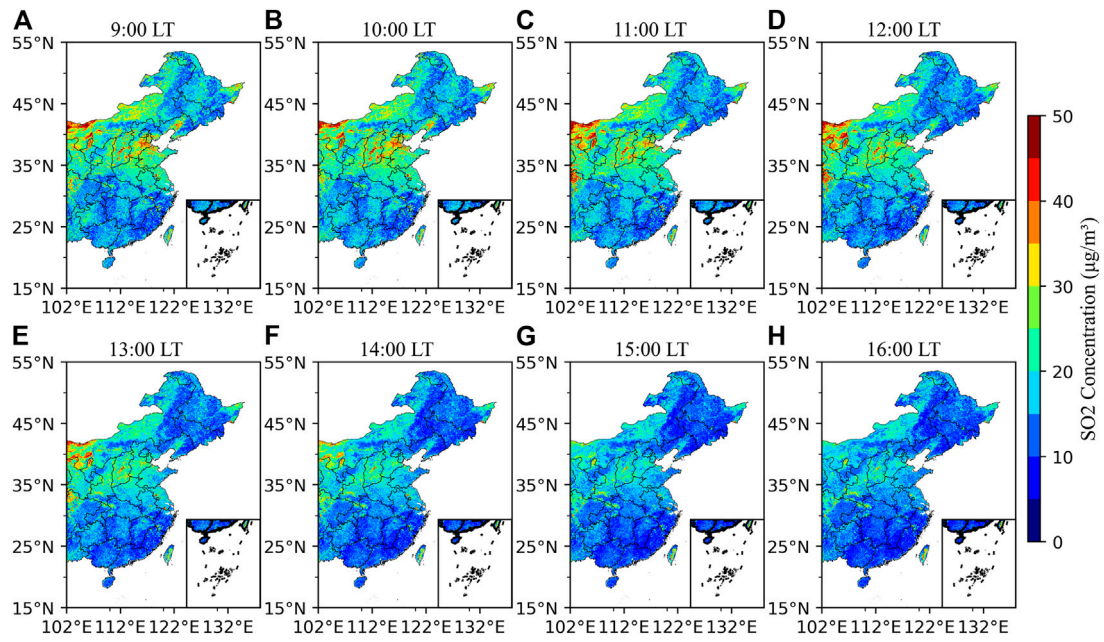 A
9:00 LT
B
10:00 LT
C
11:00 LT
D
12:00 LT
55°N
45°N
35°N
25°N
15°N
102°E 112°E 122°E 132°E
102°E 112°E 122°E 132°E
102°E 112°E 122°E 132°E
102°E 112°E 122°E 132°E
E
13:00 LT
F
14:00 LT
G
15:00 LT
H
16:00 LT
55°N
45°N
35°N
25°N
15°N
102°E 112°E 122°E 132°E
102°E 112°E 122°E 132°E
102°E 112°E 122°E 132°E
102°E 112°E 122°E 132°E
50
40
30
20
10
0
SO2 Concentration (μg/m³)